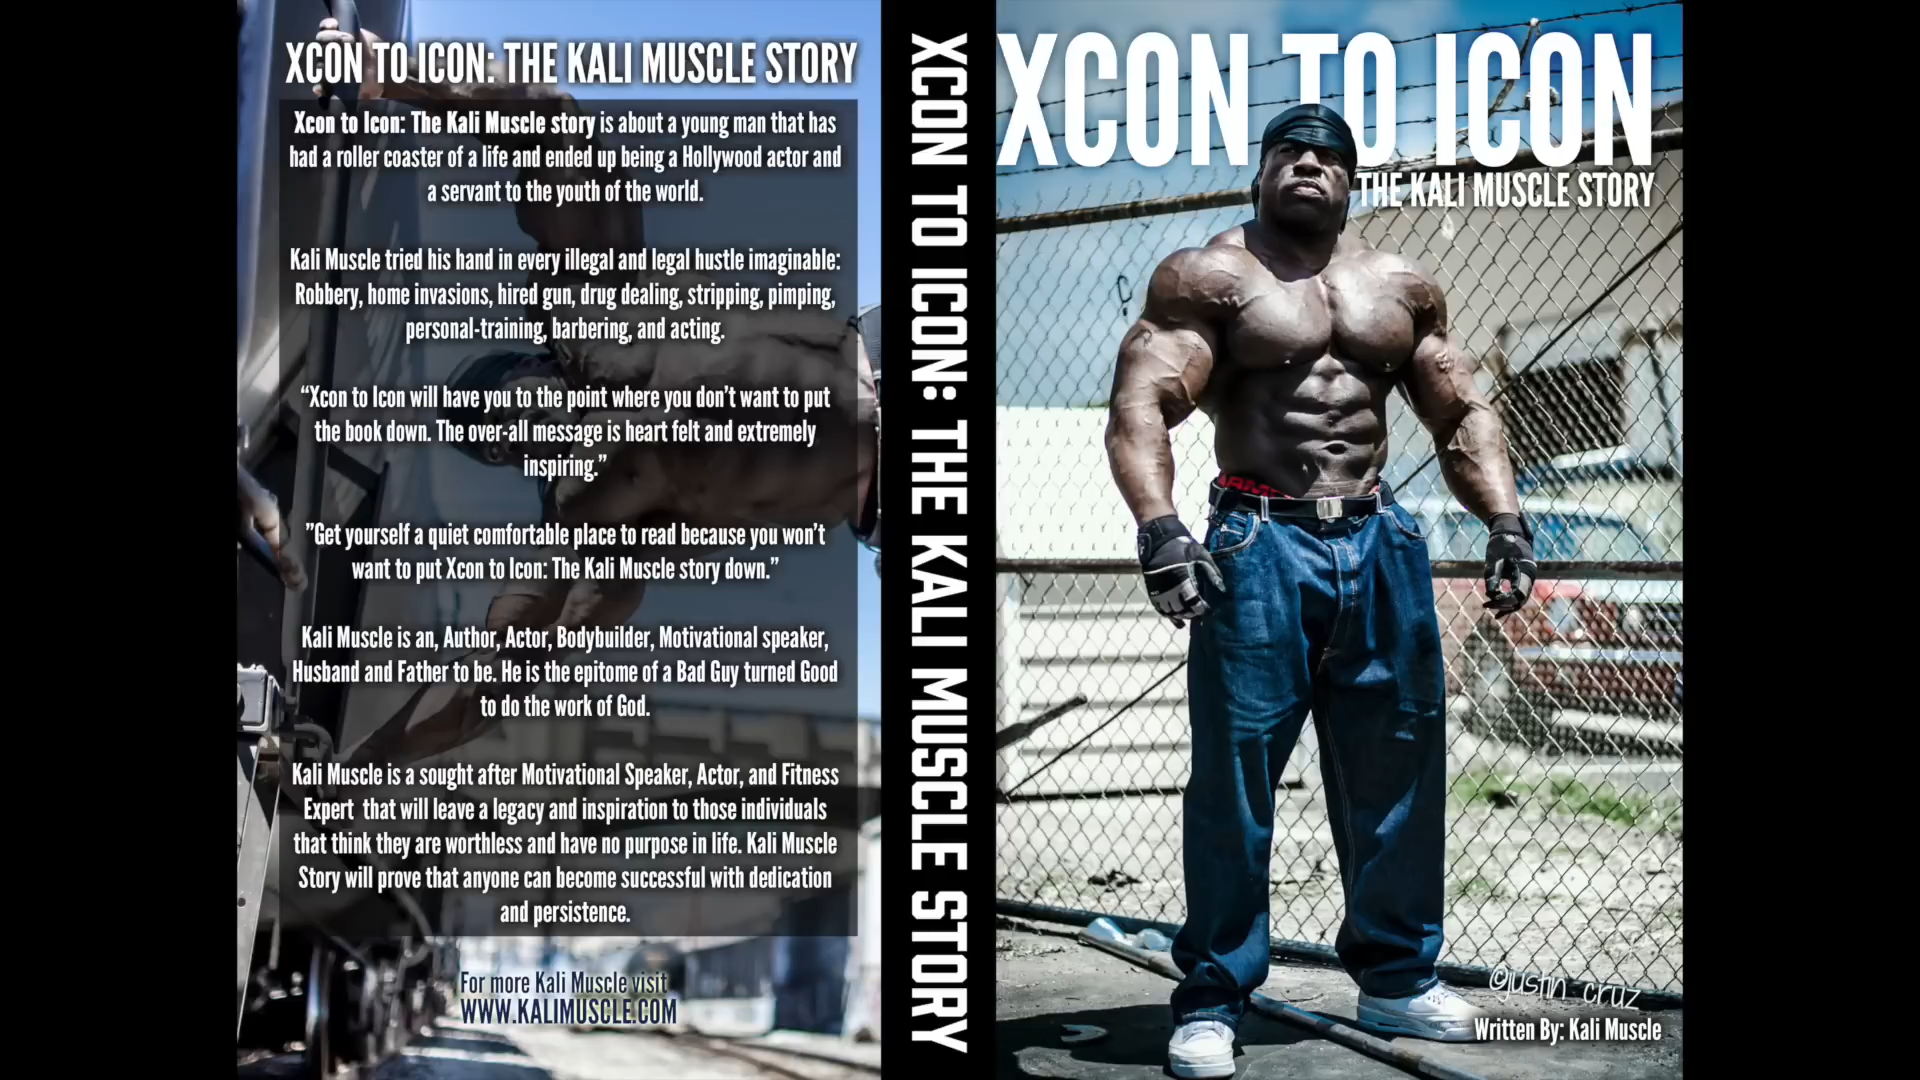 XCON TO ICON: THE KALI MUSCLE STORY
Xcon to Icon: The Kali Muscle story is about a young man that has
had a roller coaster of a life and ended up being a Hollywood actor and
a servant to the youth of the world.
Kali Muscle tried his hand in every illegal and legal hustle imaginable:
Robbery, home invasions, hired gun, drug dealing, stripping, pimping,
personal-training, barbering, and acting.
“Xcon to Icon will have you to the point where you don’t want to put
the book down. The over-all message is heart felt and extremely
inspiring.”
”Get yourself a quiet comfortable place to read because you won’t
want to put Xcon to Icon: The Kali Muscle story down.”
Kali Muscle is an, Author, Actor, Bodybuilder, Motivational speaker,
Husband and Father to be. He is the epitome of a Bad Guy turned Good
to do the work of God.
Kali Muscle is a sought after Motivational Speaker, Actor, and Fitness
Expert  that will leave a legacy and inspiration to those individuals
that think they are worthless and have no purpose in life. Kali Muscle
Story will prove that anyone can become successful with dedication
and persistence.
For more Kali Muscle visit
WWW.KALIMUSCLE.COM
XCON TO ICON: THE KALI MUSCLE STORY
XCON TO ICON
THE KALI MUSCLE STORY
©justin cruz
Written By: Kali Muscle